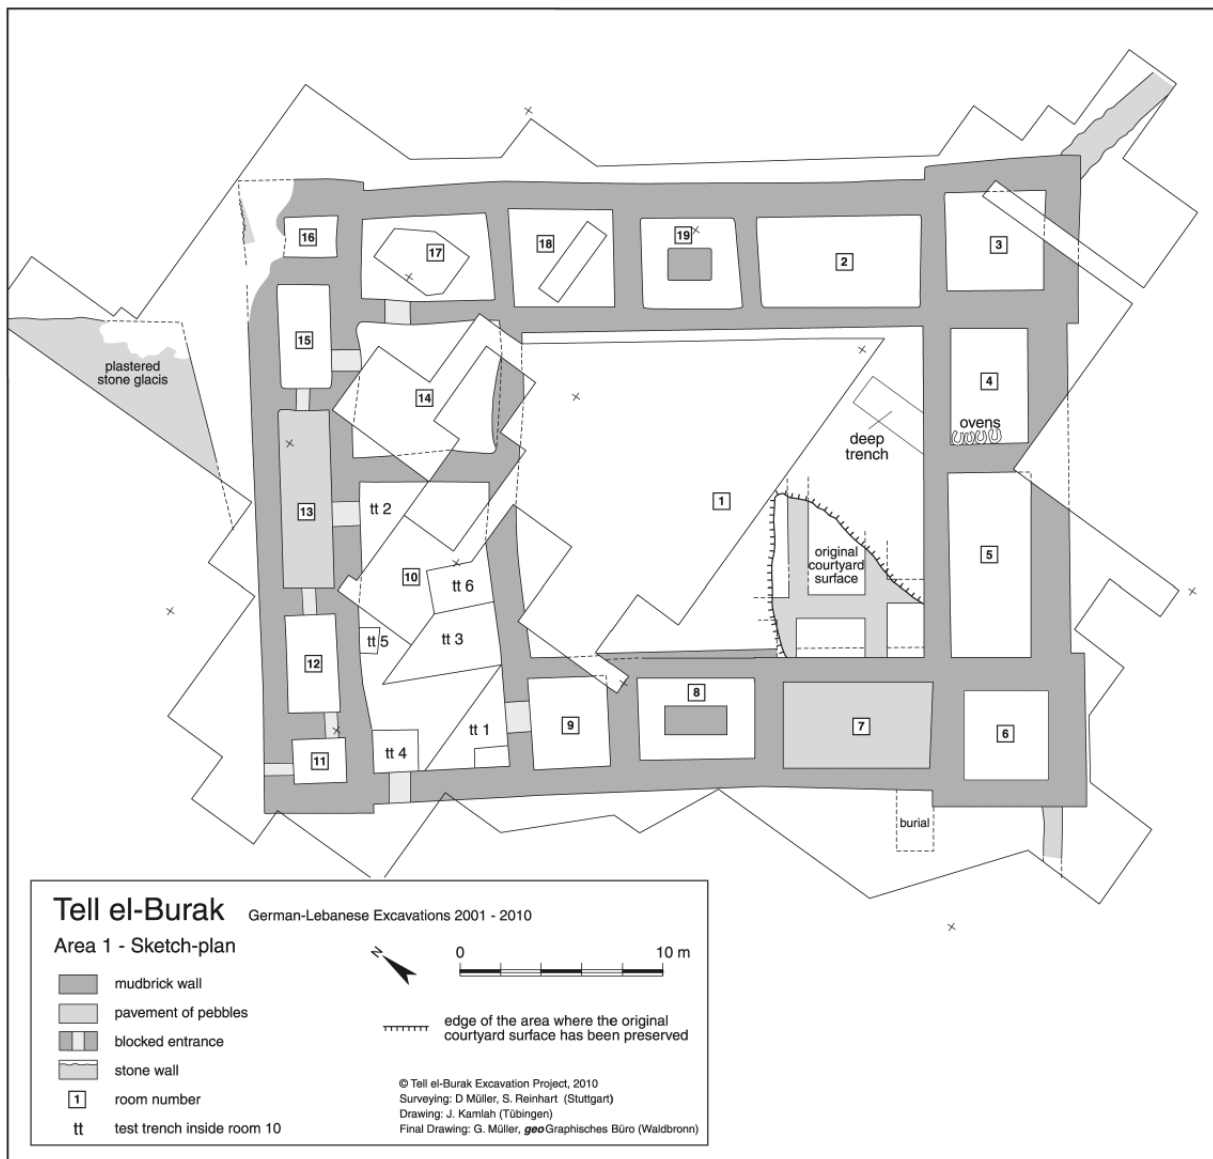 16
17
18
19
2
3
15
plastered
stone glacis
14
4
ovens
deep
trench
1
13
tt 2
10
tt 6
original
courtyard
surface
5
tt 5
tt 3
12
8
tt 1
9
7
6
tt 4
11
burial
Tell el-Burak German-Lebanese Excavations 2001 - 2010
Area 1 - Sketch-plan
N
0 10 m
mudbrick wall
pavement of pebbles
blocked entrance
stone wall
1 room number
tt test trench inside room 10
edge of the area where the original
courtyard surface has been preserved
© Tell el-Burak Excavation Project, 2010
Surveying: D Müller, S. Reinhart (Stuttgart)
Drawing: J. Kamlah (Tübingen)
Final Drawing: G. Müller, geoGraphisches Büro (Waldbronn)